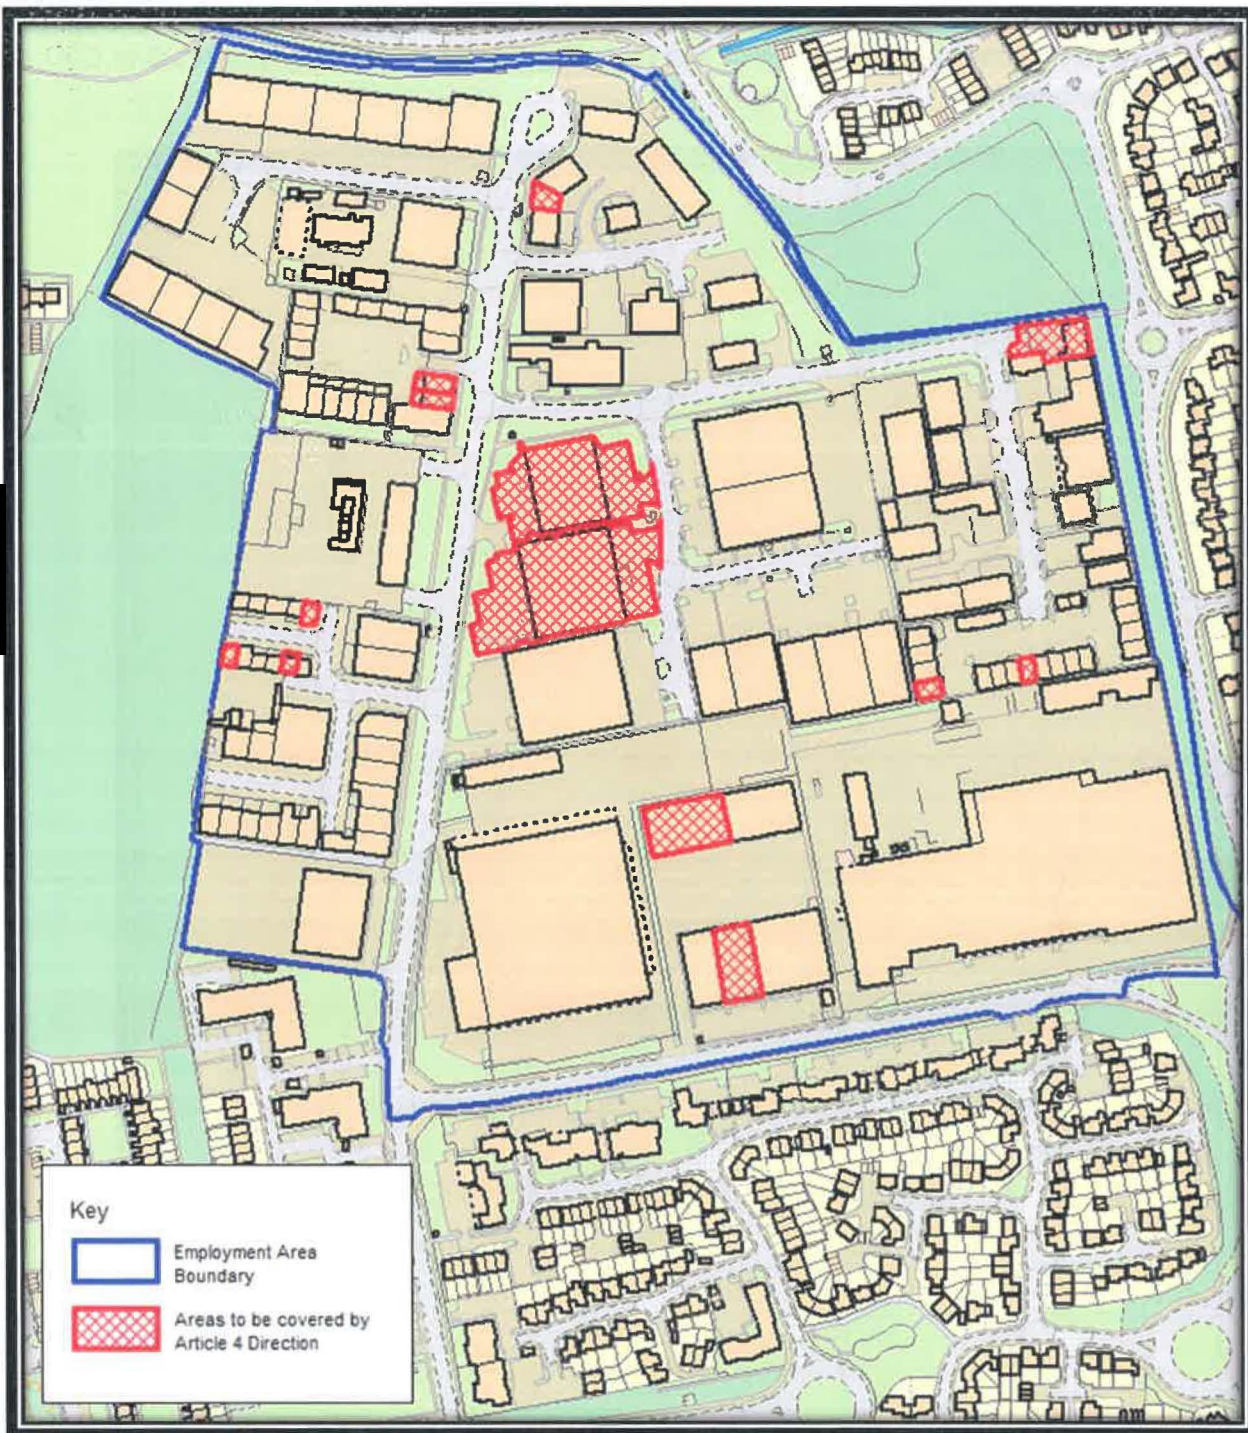 Key
Employment Area
Boundary
Areas to be covered by
Article 4 Direction